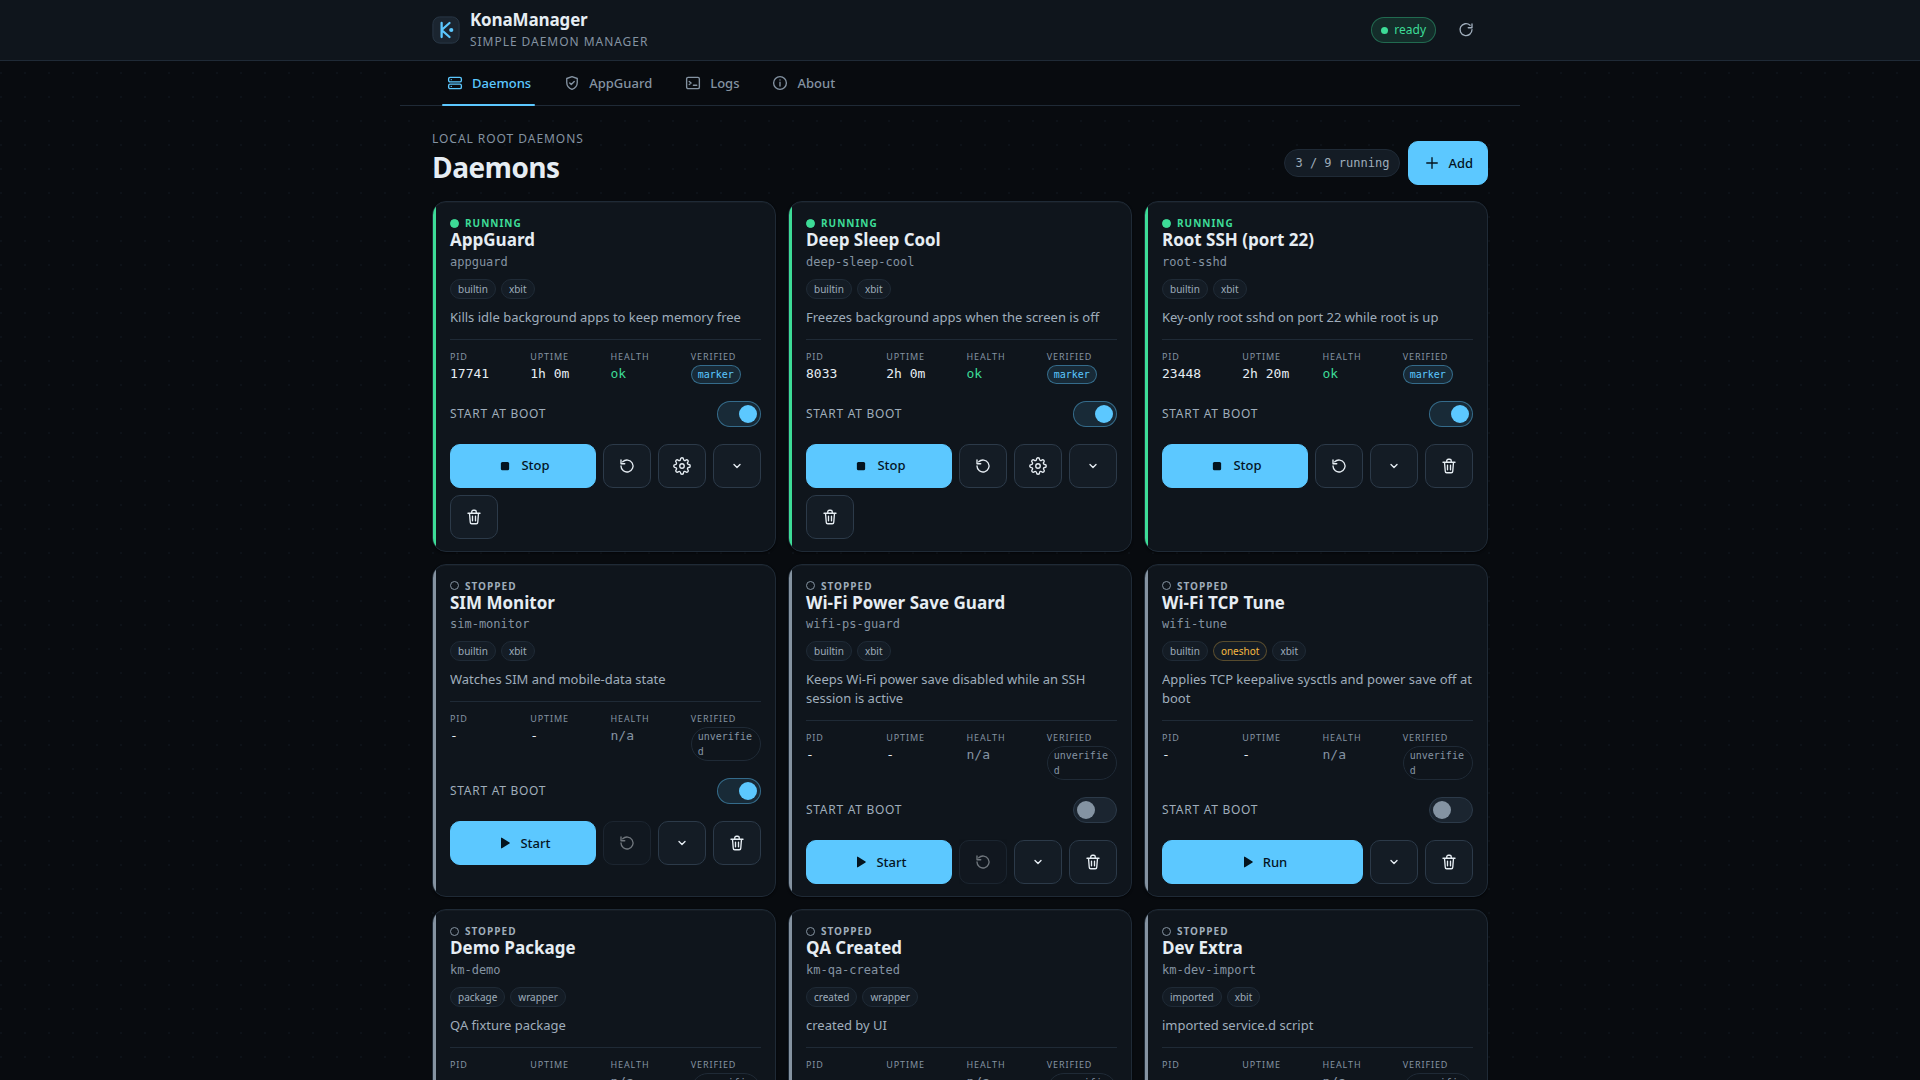 KonaManager
SIMPLE DAEMON MANAGER
ready
Daemons
AppGuard
Logs
About
LOCAL ROOT DAEMONS
Daemons
3 / 9 running
Add
RUNNING
AppGuard
appguard
builtin xbit
Kills idle background apps to keep memory free
PID UPTIME HEALTH VERIFIED
17741 1h 0m ok marker
START AT BOOT
Stop
RUNNING
Deep Sleep Cool
deep-sleep-cool
builtin xbit
Freezes background apps when the screen is off
PID UPTIME HEALTH VERIFIED
8033 2h 0m ok marker
START AT BOOT
Stop
RUNNING
Root SSH (port 22)
root-sshd
builtin xbit
Key-only root sshd on port 22 while root is up
PID UPTIME HEALTH VERIFIED
23448 2h 20m ok marker
START AT BOOT
Stop
STOPPED
SIM Monitor
sim-monitor
builtin xbit
Watches SIM and mobile-data state
PID UPTIME HEALTH VERIFIED
- - n/a unverifie
d
START AT BOOT
Start
STOPPED
Wi-Fi Power Save Guard
wifi-ps-guard
builtin xbit
Keeps Wi-Fi power save disabled while an SSH
session is active
PID UPTIME HEALTH VERIFIED
- - n/a unverifie
d
START AT BOOT
Start
STOPPED
Wi-Fi TCP Tune
wifi-tune
builtin oneshot xbit
Applies TCP keepalive sysctls and power save off at
boot
PID UPTIME HEALTH VERIFIED
- - n/a unverifie
d
START AT BOOT
Run
STOPPED
Demo Package
km-demo
package wrapper
QA fixture package
PID UPTIME HEALTH VERIFIED
STOPPED
QA Created
km-qa-created
created wrapper
created by UI
PID UPTIME HEALTH VERIFIED
STOPPED
Dev Extra
km-dev-import
imported xbit
imported service.d script
PID UPTIME HEALTH VERIFIED